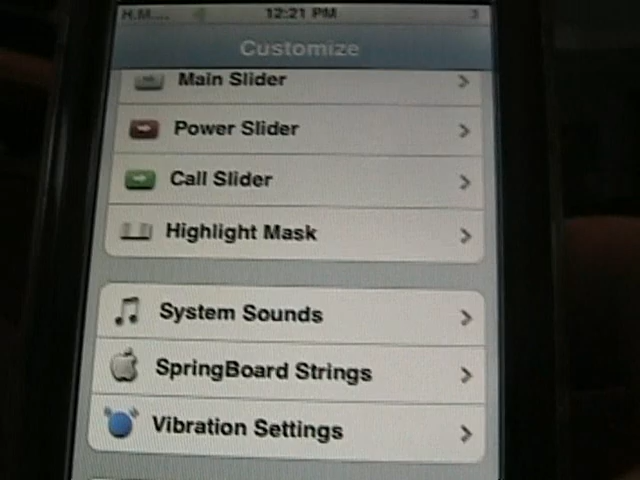 H.M.... 12:21 PM
Customize
Main Slider
Power Slider
Call Slider
Highlight Mask
System Sounds
SpringBoard Strings
Vibration Settings